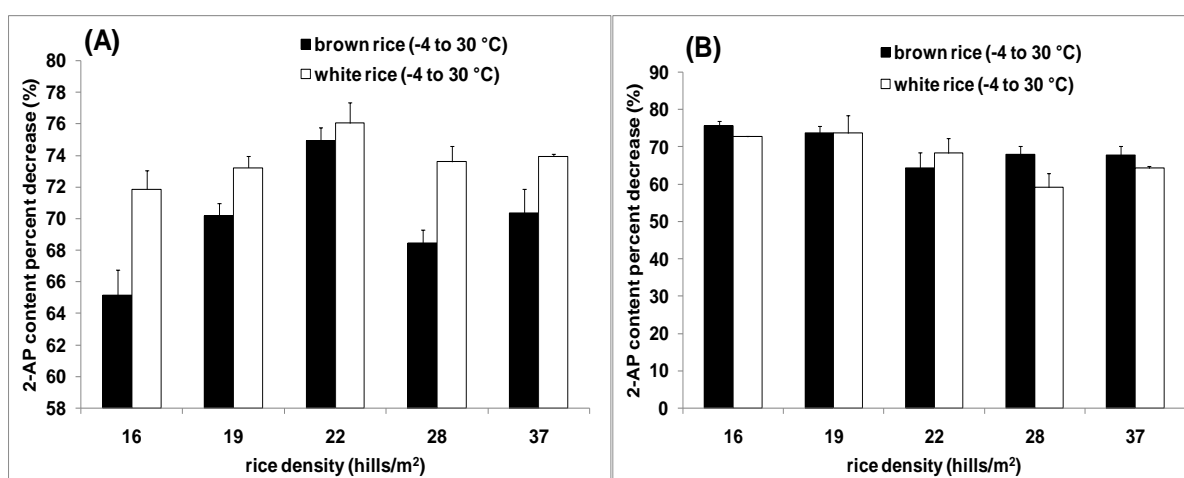 (A)
brown rice (-4 to 30 °C)
white rice (-4 to 30 °C)
2-AP content percent decrease (%)
80
78
76
74
72
70
68
66
64
62
60
58
16 19 22 28 37
rice density (hills/m²)
(B)
brown rice (-4 to 30 °C)
white rice (-4 to 30 °C)
2-AP content percent decrease (%)
90
80
70
60
50
40
30
20
10
0
16 19 22 28 37
rice density (hills/m²)